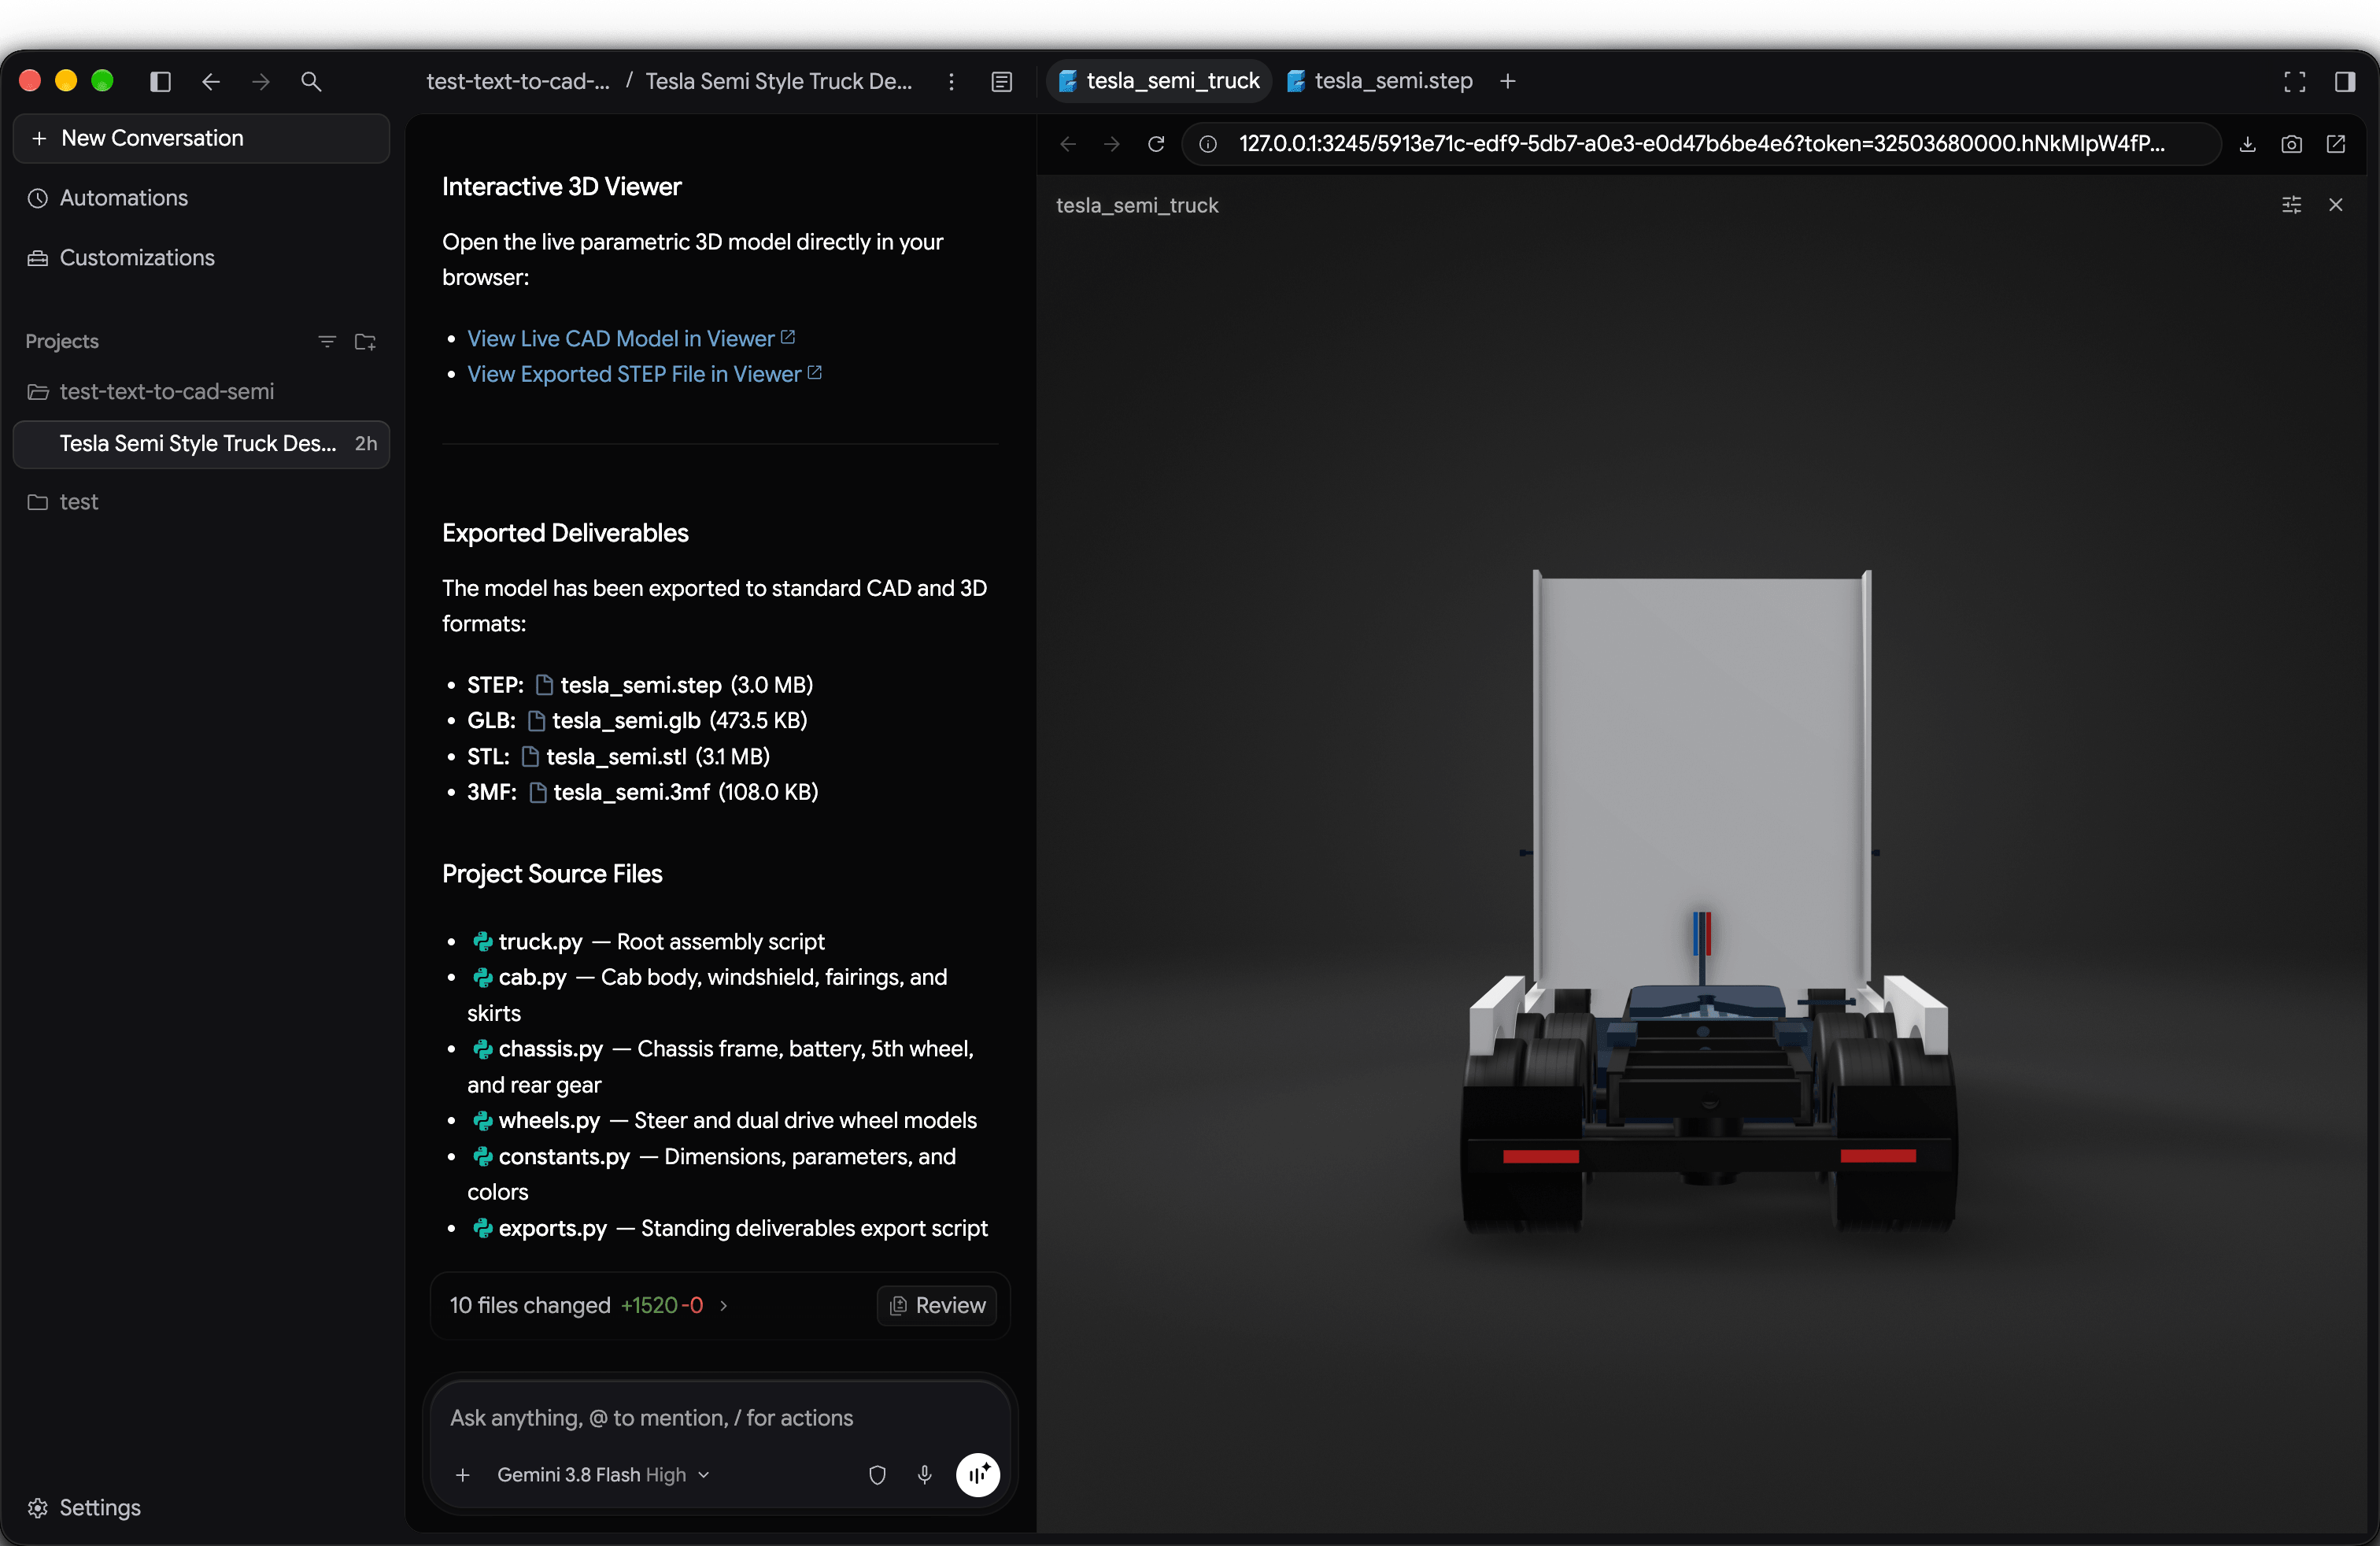 test-text-to-cad-... / Tesla Semi Style Truck De...
tesla_semi_truck
tesla_semi.step
New Conversation
Automations
Customizations
Projects
test-text-to-cad-semi
Tesla Semi Style Truck Des... 2h
test
Settings
Interactive 3D Viewer
Open the live parametric 3D model directly in your
browser:
• View Live CAD Model in Viewer
• View Exported STEP File in Viewer
Exported Deliverables
The model has been exported to standard CAD and 3D
formats:
• STEP: tesla_semi.step (3.0 MB)
• GLB: tesla_semi.glb (473.5 KB)
• STL: tesla_semi.stl (3.1 MB)
• 3MF: tesla_semi.3mf (108.0 KB)
Project Source Files
• truck.py — Root assembly script
• cab.py — Cab body, windshield, fairings, and
skirts
• chassis.py — Chassis frame, battery, 5th wheel,
and rear gear
• wheels.py — Steer and dual drive wheel models
• constants.py — Dimensions, parameters, and
colors
• exports.py — Standing deliverables export script
10 files changed +1520 -0
Review
Ask anything, @ to mention, / for actions
Gemini 3.8 Flash High
127.0.0.1:3245/5913e71c-edf9-5db7-a0e3-e0d47b6be4e6?token=32503680000.hNkMIpW4fP...
tesla_semi_truck